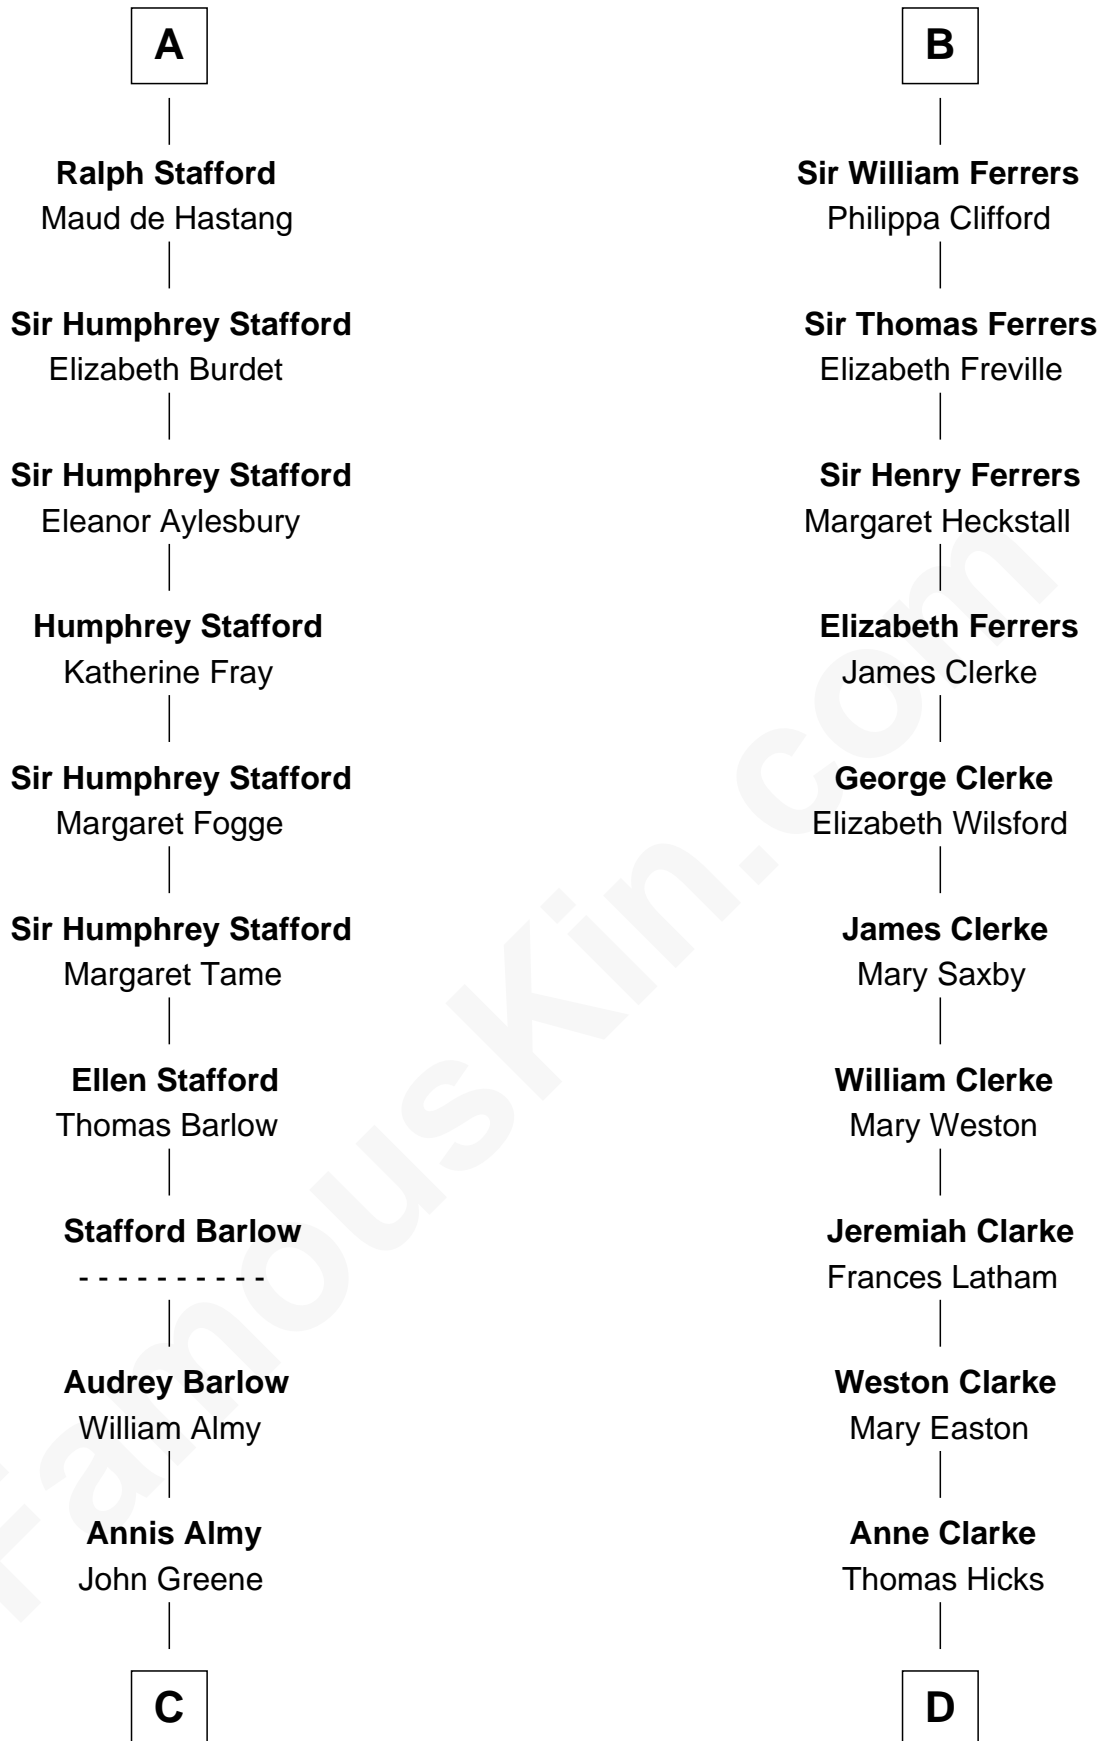 A
Ralph Stafford
Maud de Hastang
Sir Humphrey Stafford
Elizabeth Burdet
Sir Humphrey Stafford
Eleanor Aylesbury
Humphrey Stafford
Katherine Fray
Sir Humphrey Stafford
Margaret Fogge
Sir Humphrey Stafford
Margaret Tame
Ellen Stafford
Thomas Barlow
Stafford Barlow
- - - - - - - - - -
Audrey Barlow
William Almy
Annis Almy
John Greene
C
B
Sir William Ferrers
Philippa Clifford
Sir Thomas Ferrers
Elizabeth Freville
Sir Henry Ferrers
Margaret Heckstall
Elizabeth Ferrers
James Clerke
George Clerke
Elizabeth Wilsford
James Clerke
Mary Saxby
William Clerke
Mary Weston
Jeremiah Clarke
Frances Latham
Weston Clarke
Mary Easton
Anne Clarke
Thomas Hicks
D
FamousKin.com